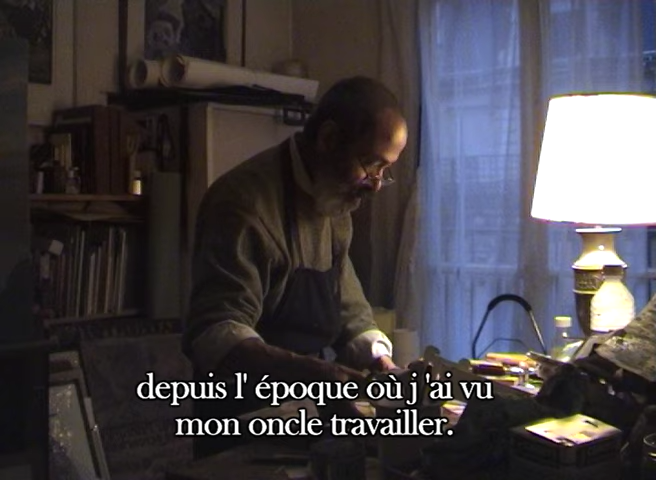 depuis l' époque où j 'ai vu
mon oncle travailler.